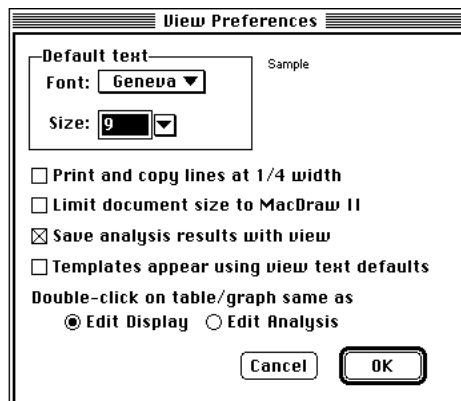 View Preferences
Default text
Sample
Font: Geneva
Size: 9
Print and copy lines at 1/4 width
Limit document size to MacDraw II
Save analysis results with view
Templates appear using view text defaults
Double-click on table/graph same as
Edit Display Edit Analysis
Cancel OK